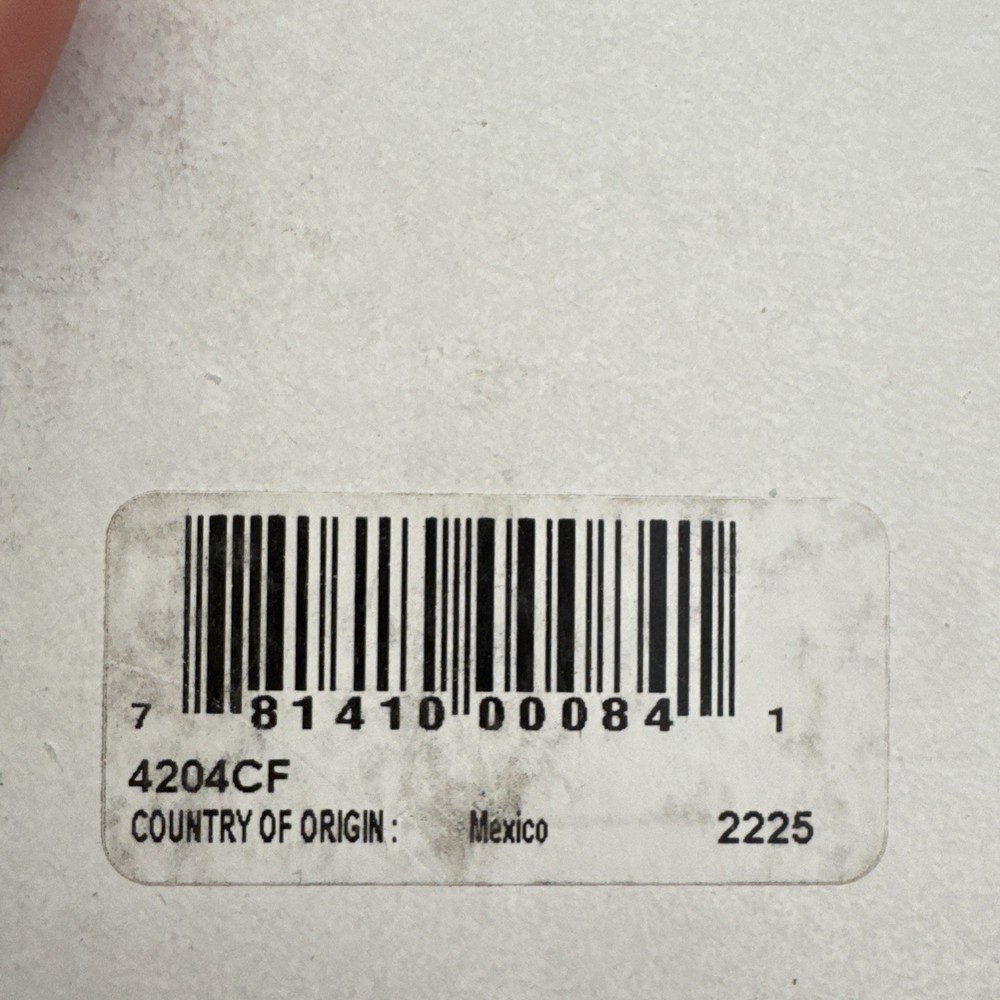 7 81410 00084 1
4204CF
COUNTRY OF ORIGIN : Mexico 2225